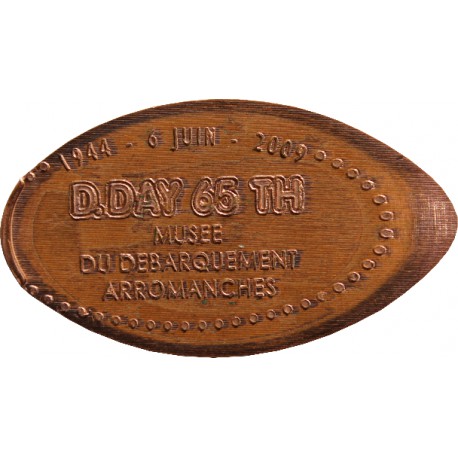 1944 - 6 JUIN - 2009
D.DAY 65 TH
MUSEE
DU DEBARQUEMENT
ARROMANCHES